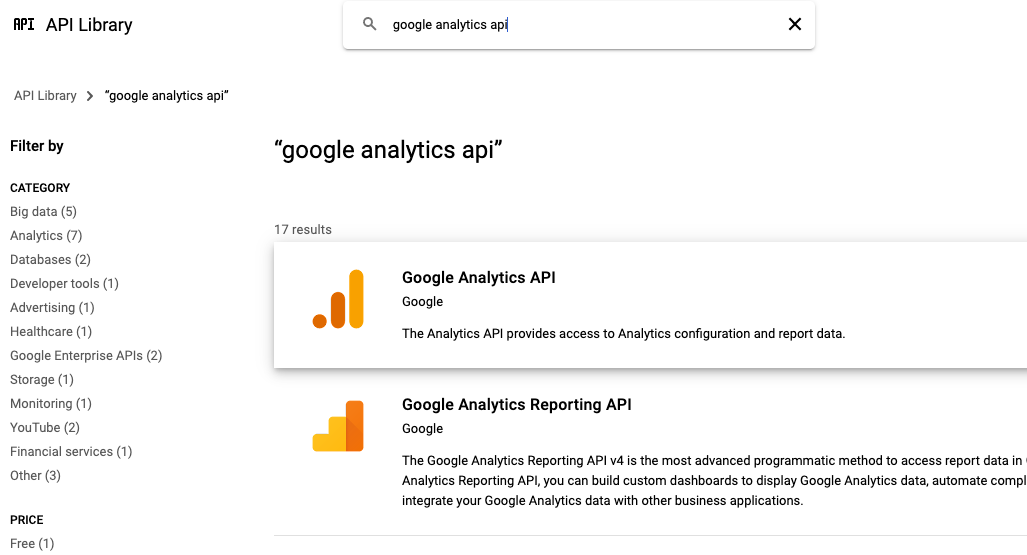 API API Library
google analytics api
API Library > “google analytics api”
Filter by
“google analytics api”
CATEGORY
Big data (5)
Analytics (7)
Databases (2)
Developer tools (1)
Advertising (1)
Healthcare (1)
Google Enterprise APIs (2)
Storage (1)
Monitoring (1)
YouTube (2)
Financial services (1)
Other (3)
PRICE
Free (1)
17 results
Google Analytics API
Google
The Analytics API provides access to Analytics configuration and report data.
Google Analytics Reporting API
Google
The Google Analytics Reporting API v4 is the most advanced programmatic method to access report data in
Analytics Reporting API, you can build custom dashboards to display Google Analytics data, automate
integrate your Google Analytics data with other business applications.